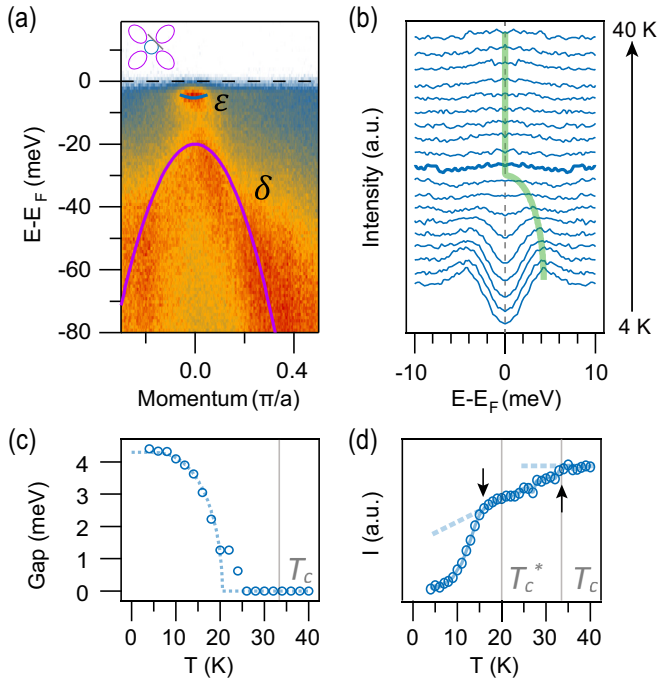 (a)
ε
δ
0
-20
-40
-60
-80
E-E_F (meV)
0.0
0.4
Momentum (π/a)
(b)
40 K
4 K
Intensity (a.u.)
-10
0
10
E-E_F (meV)
(c)
4
3
2
1
0
Gap (meV)
T_c
0
10
20
30
40
T (K)
(d)
I (a.u.)
T_c^*
T_c
0
10
20
30
40
T (K)